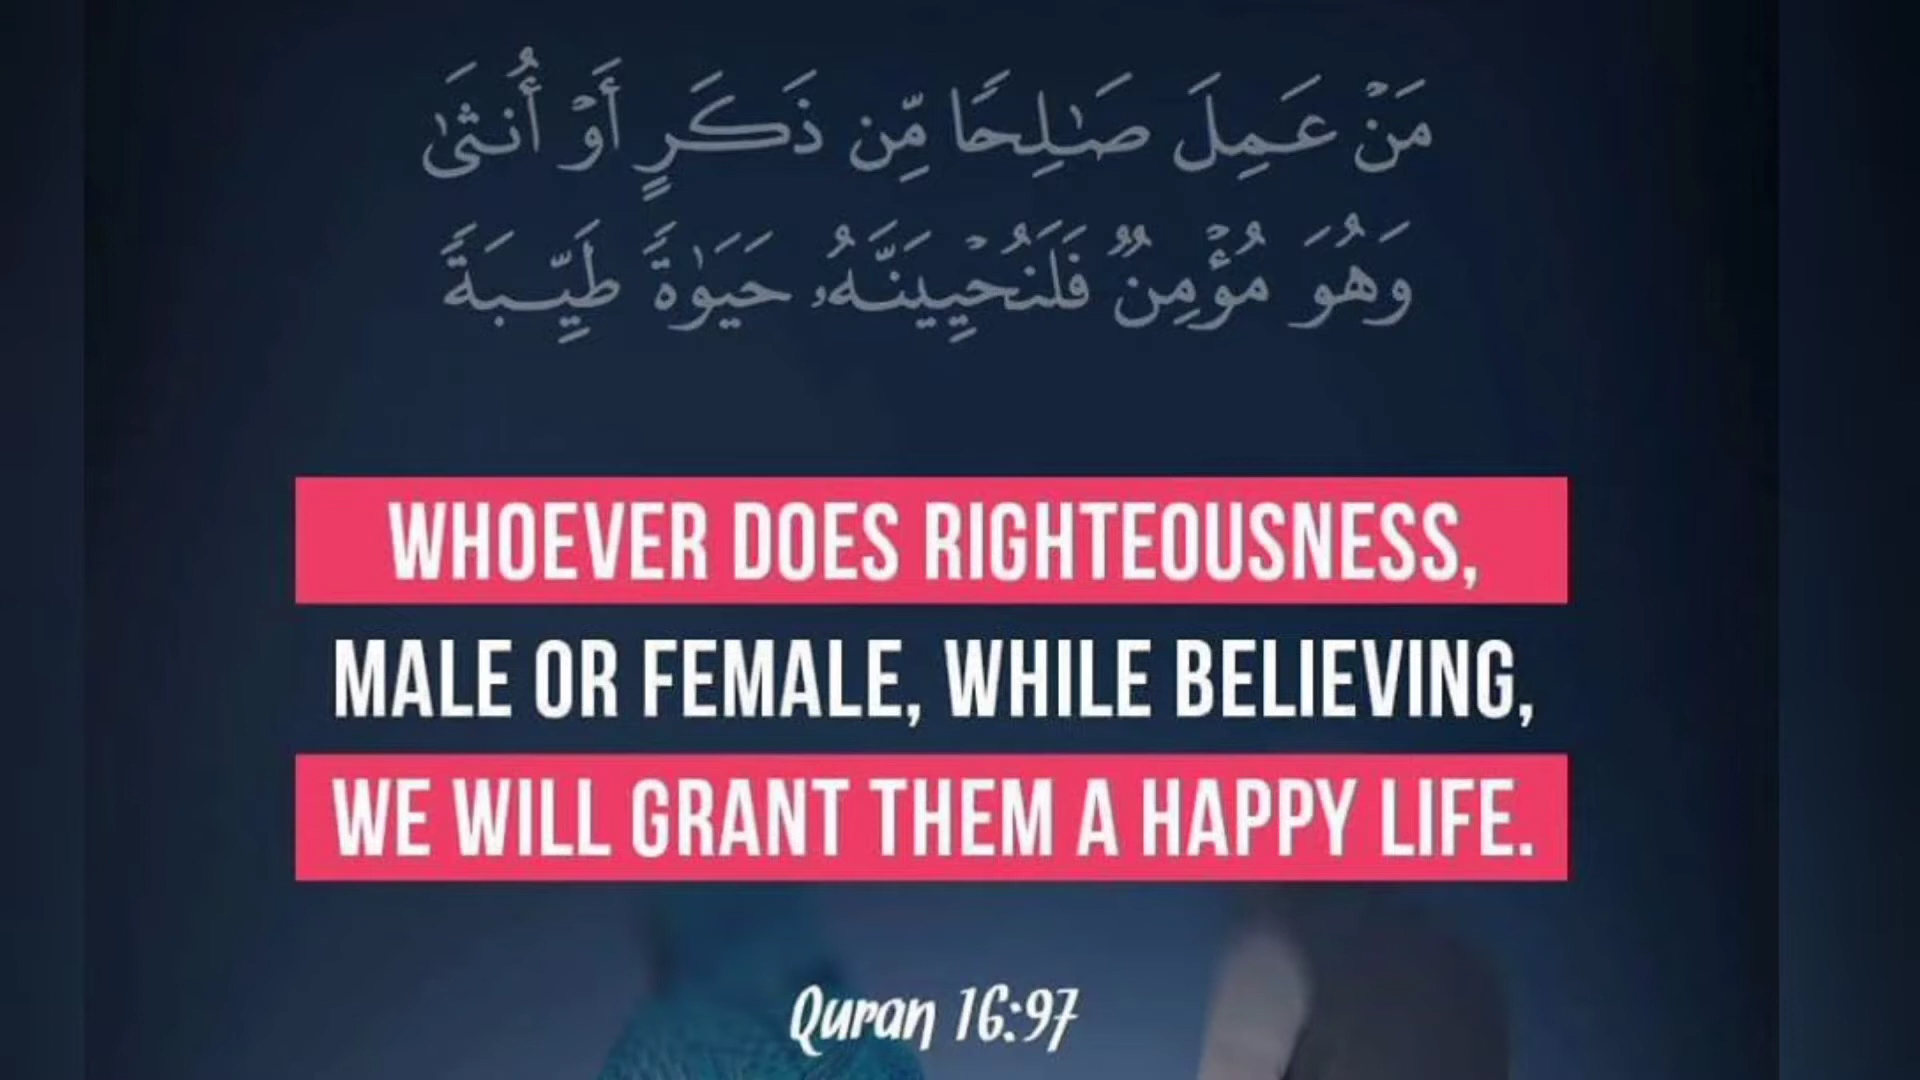 مَنْ عَمِلَ صَـٰلِحًا مِّن ذَكَرٍ أَوْ أُنثَىٰ
وَهُوَ مُؤْمِنٌ فَلَنُحْيِيَنَّهُۥ حَيَوٰةً طَيِّبَةً
WHOEVER DOES RIGHTEOUSNESS,
MALE OR FEMALE, WHILE BELIEVING,
WE WILL GRANT THEM A HAPPY LIFE.
Quran 16:97